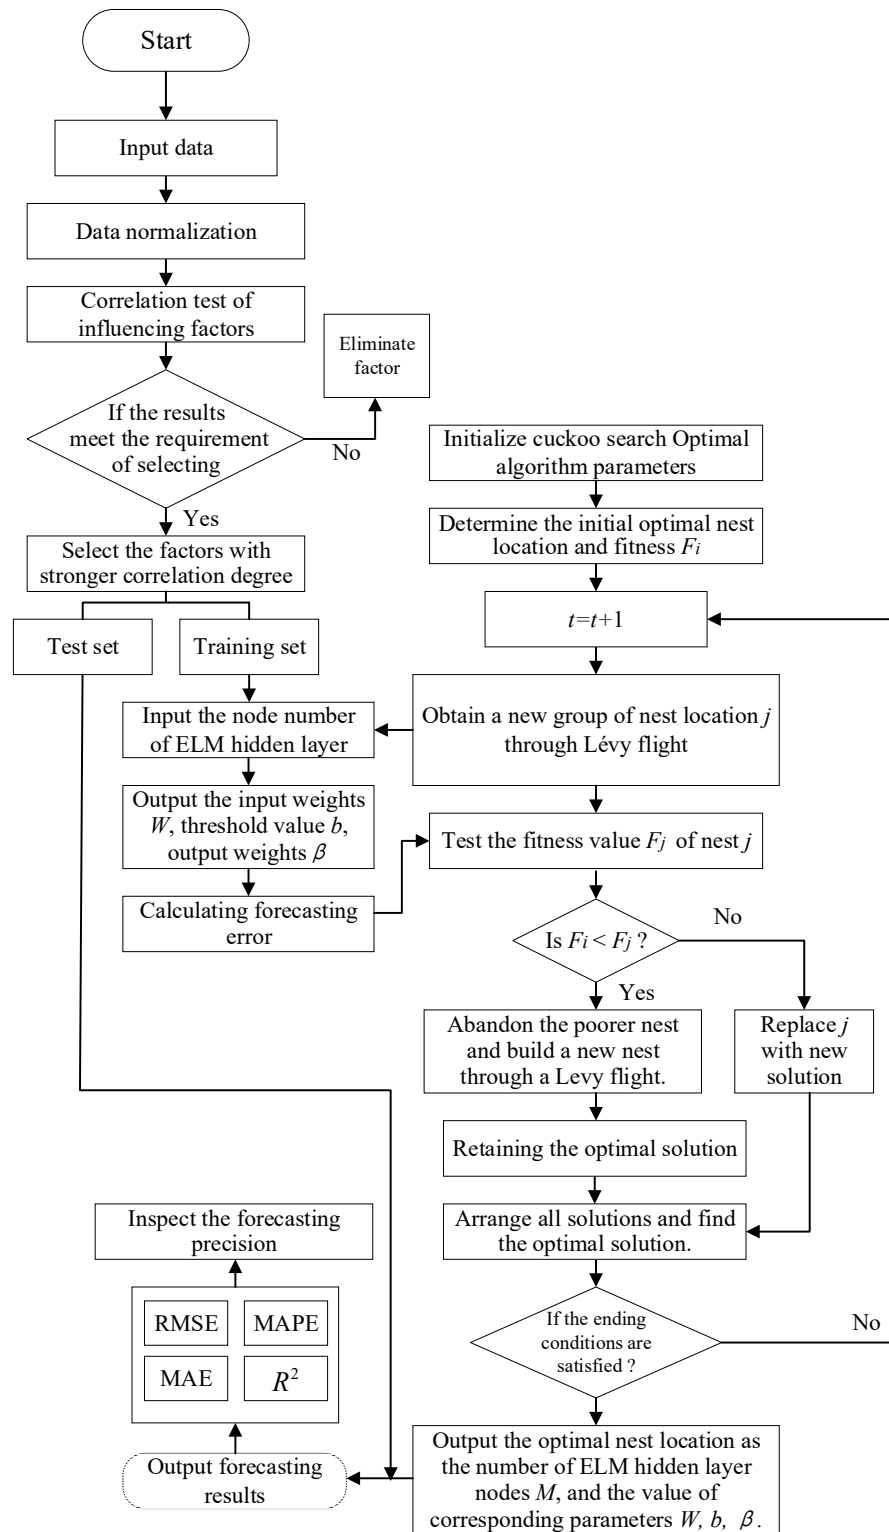 Start
Input data
Data normalization
Correlation test of
influencing factors
Eliminate
factor
If the results
meet the requirement
of selecting
No
Yes
Select the factors with
stronger correlation degree
Test set
Training set
Input the node number
of ELM hidden layer
Output the input weights
W, threshold value b,
output weights β
Calculating forecasting
error
Initialize cuckoo search Optimal
algorithm parameters
Determine the initial optimal nest
location and fitness Fi
t=t+1
Obtain a new group of nest location j
through Lévy flight
Test the fitness value Fj of nest j
Is Fi < Fj ?
No
Yes
Abandon the poorer nest
and build a new nest
through a Levy flight.
Replace j
with new
solution
Retaining the optimal solution
Arrange all solutions and find
the optimal solution.
If the ending
conditions are
satisfied ?
No
Output the optimal nest location as
the number of ELM hidden layer
nodes M, and the value of
corresponding parameters W, b, β.
Inspect the forecasting
precision
RMSE
MAPE
MAE
R²
Output forecasting
results